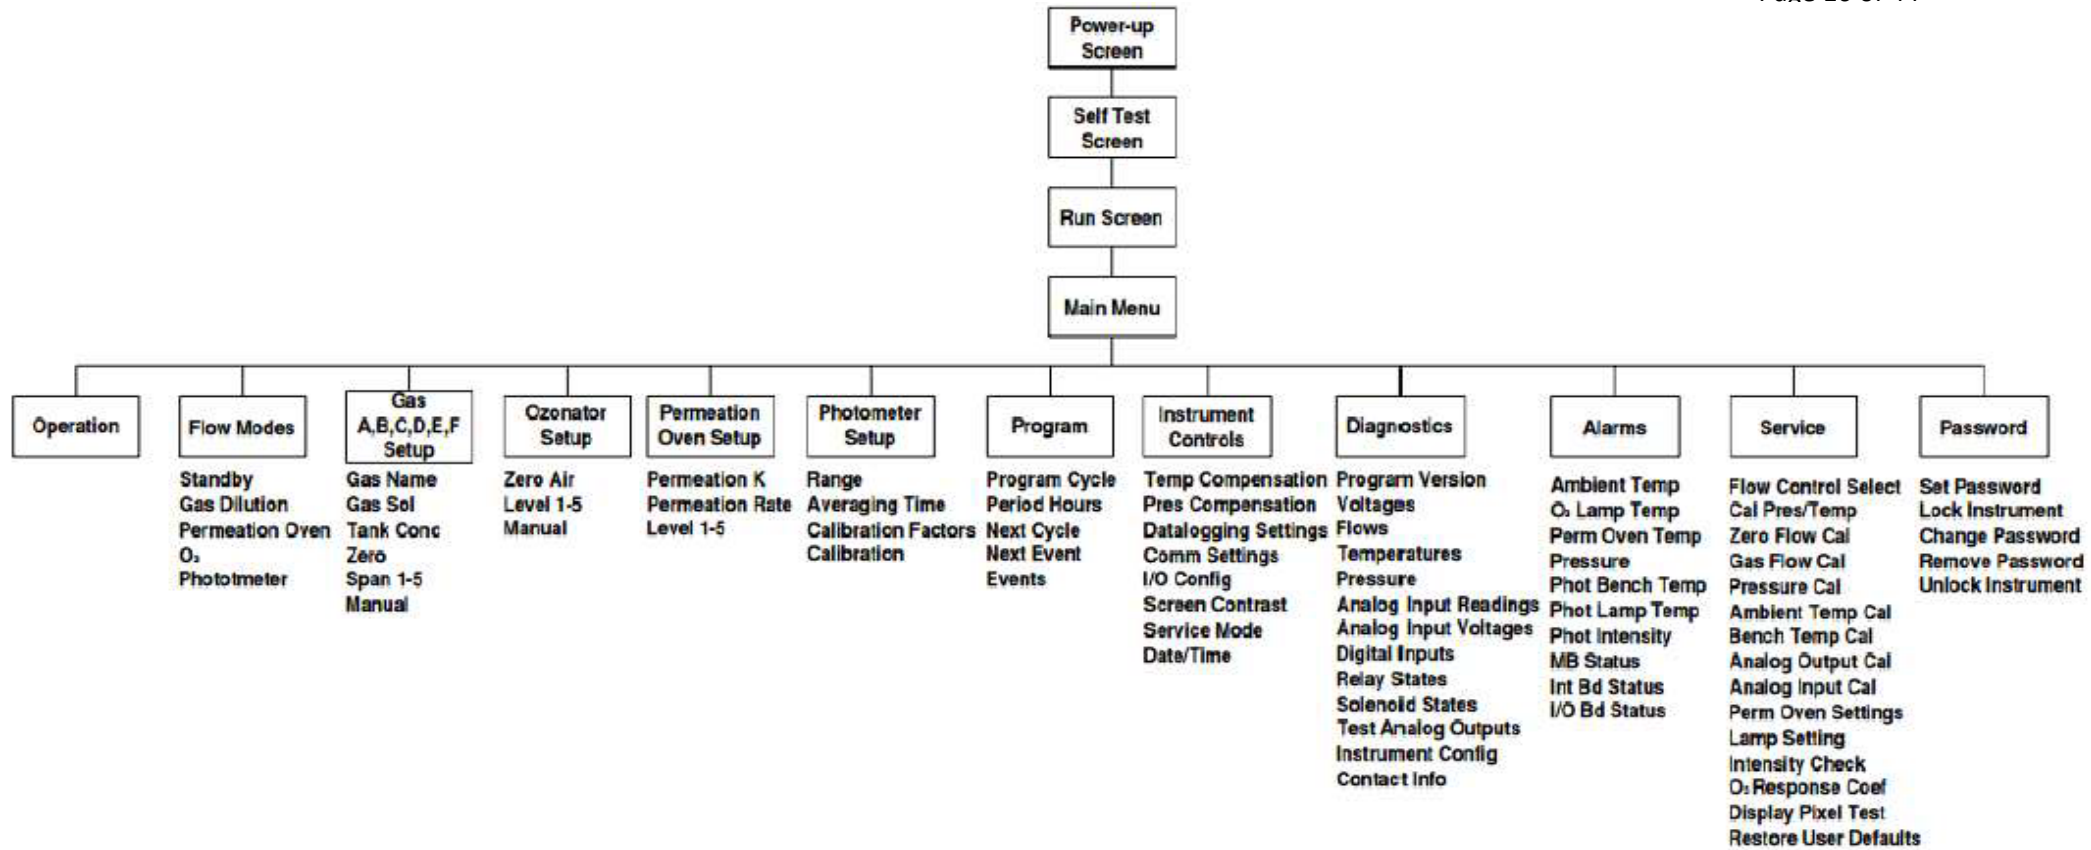 Power-up
Screen
Self Test
Screen
Run Screen
Main Menu
Operation
Flow Modes
Standby
Gas Dilution
Permeation Oven
O₃
Phototmeter
Gas
A,B,C,D,E,F
Setup
Gas Name
Gas Sol
Tank Conc
Zero
Span 1-5
Manual
Ozonator
Setup
Zero Air
Level 1-5
Manual
Permeation
Oven Setup
Permeation K
Permeation Rate
Level 1-5
Photometer
Setup
Range
Averaging Time
Calibration Factors
Calibration
Program
Program Cycle
Period Hours
Next Cycle
Next Event
Events
Instrument
Controls
Temp Compensation
Pres Compensation
Datalogging Settings
Comm Settings
I/O Config
Screen Contrast
Service Mode
Date/Time
Diagnostics
Program Version
Voltages
Flows
Temperatures
Pressure
Analog Input Readings
Analog Input Voltages
Digital Inputs
Relay States
Solenoid States
Test Analog Outputs
Instrument Config
Contact Info
Alarms
Ambient Temp
O₃ Lamp Temp
Perm Oven Temp
Pressure
Phot Bench Temp
Phot Lamp Temp
Phot Intensity
MB Status
Int Bd Status
I/O Bd Status
Service
Flow Control Select
Cal Pres/Temp
Zero Flow Cal
Gas Flow Cal
Pressure Cal
Ambient Temp Cal
Bench Temp Cal
Analog Output Cal
Analog Input Cal
Perm Oven Settings
Lamp Setting
Intensity Check
O₃ Response Coef
Display Pixel Test
Restore User Defaults
Password
Set Password
Lock Instrument
Change Password
Remove Password
Unlock Instrument